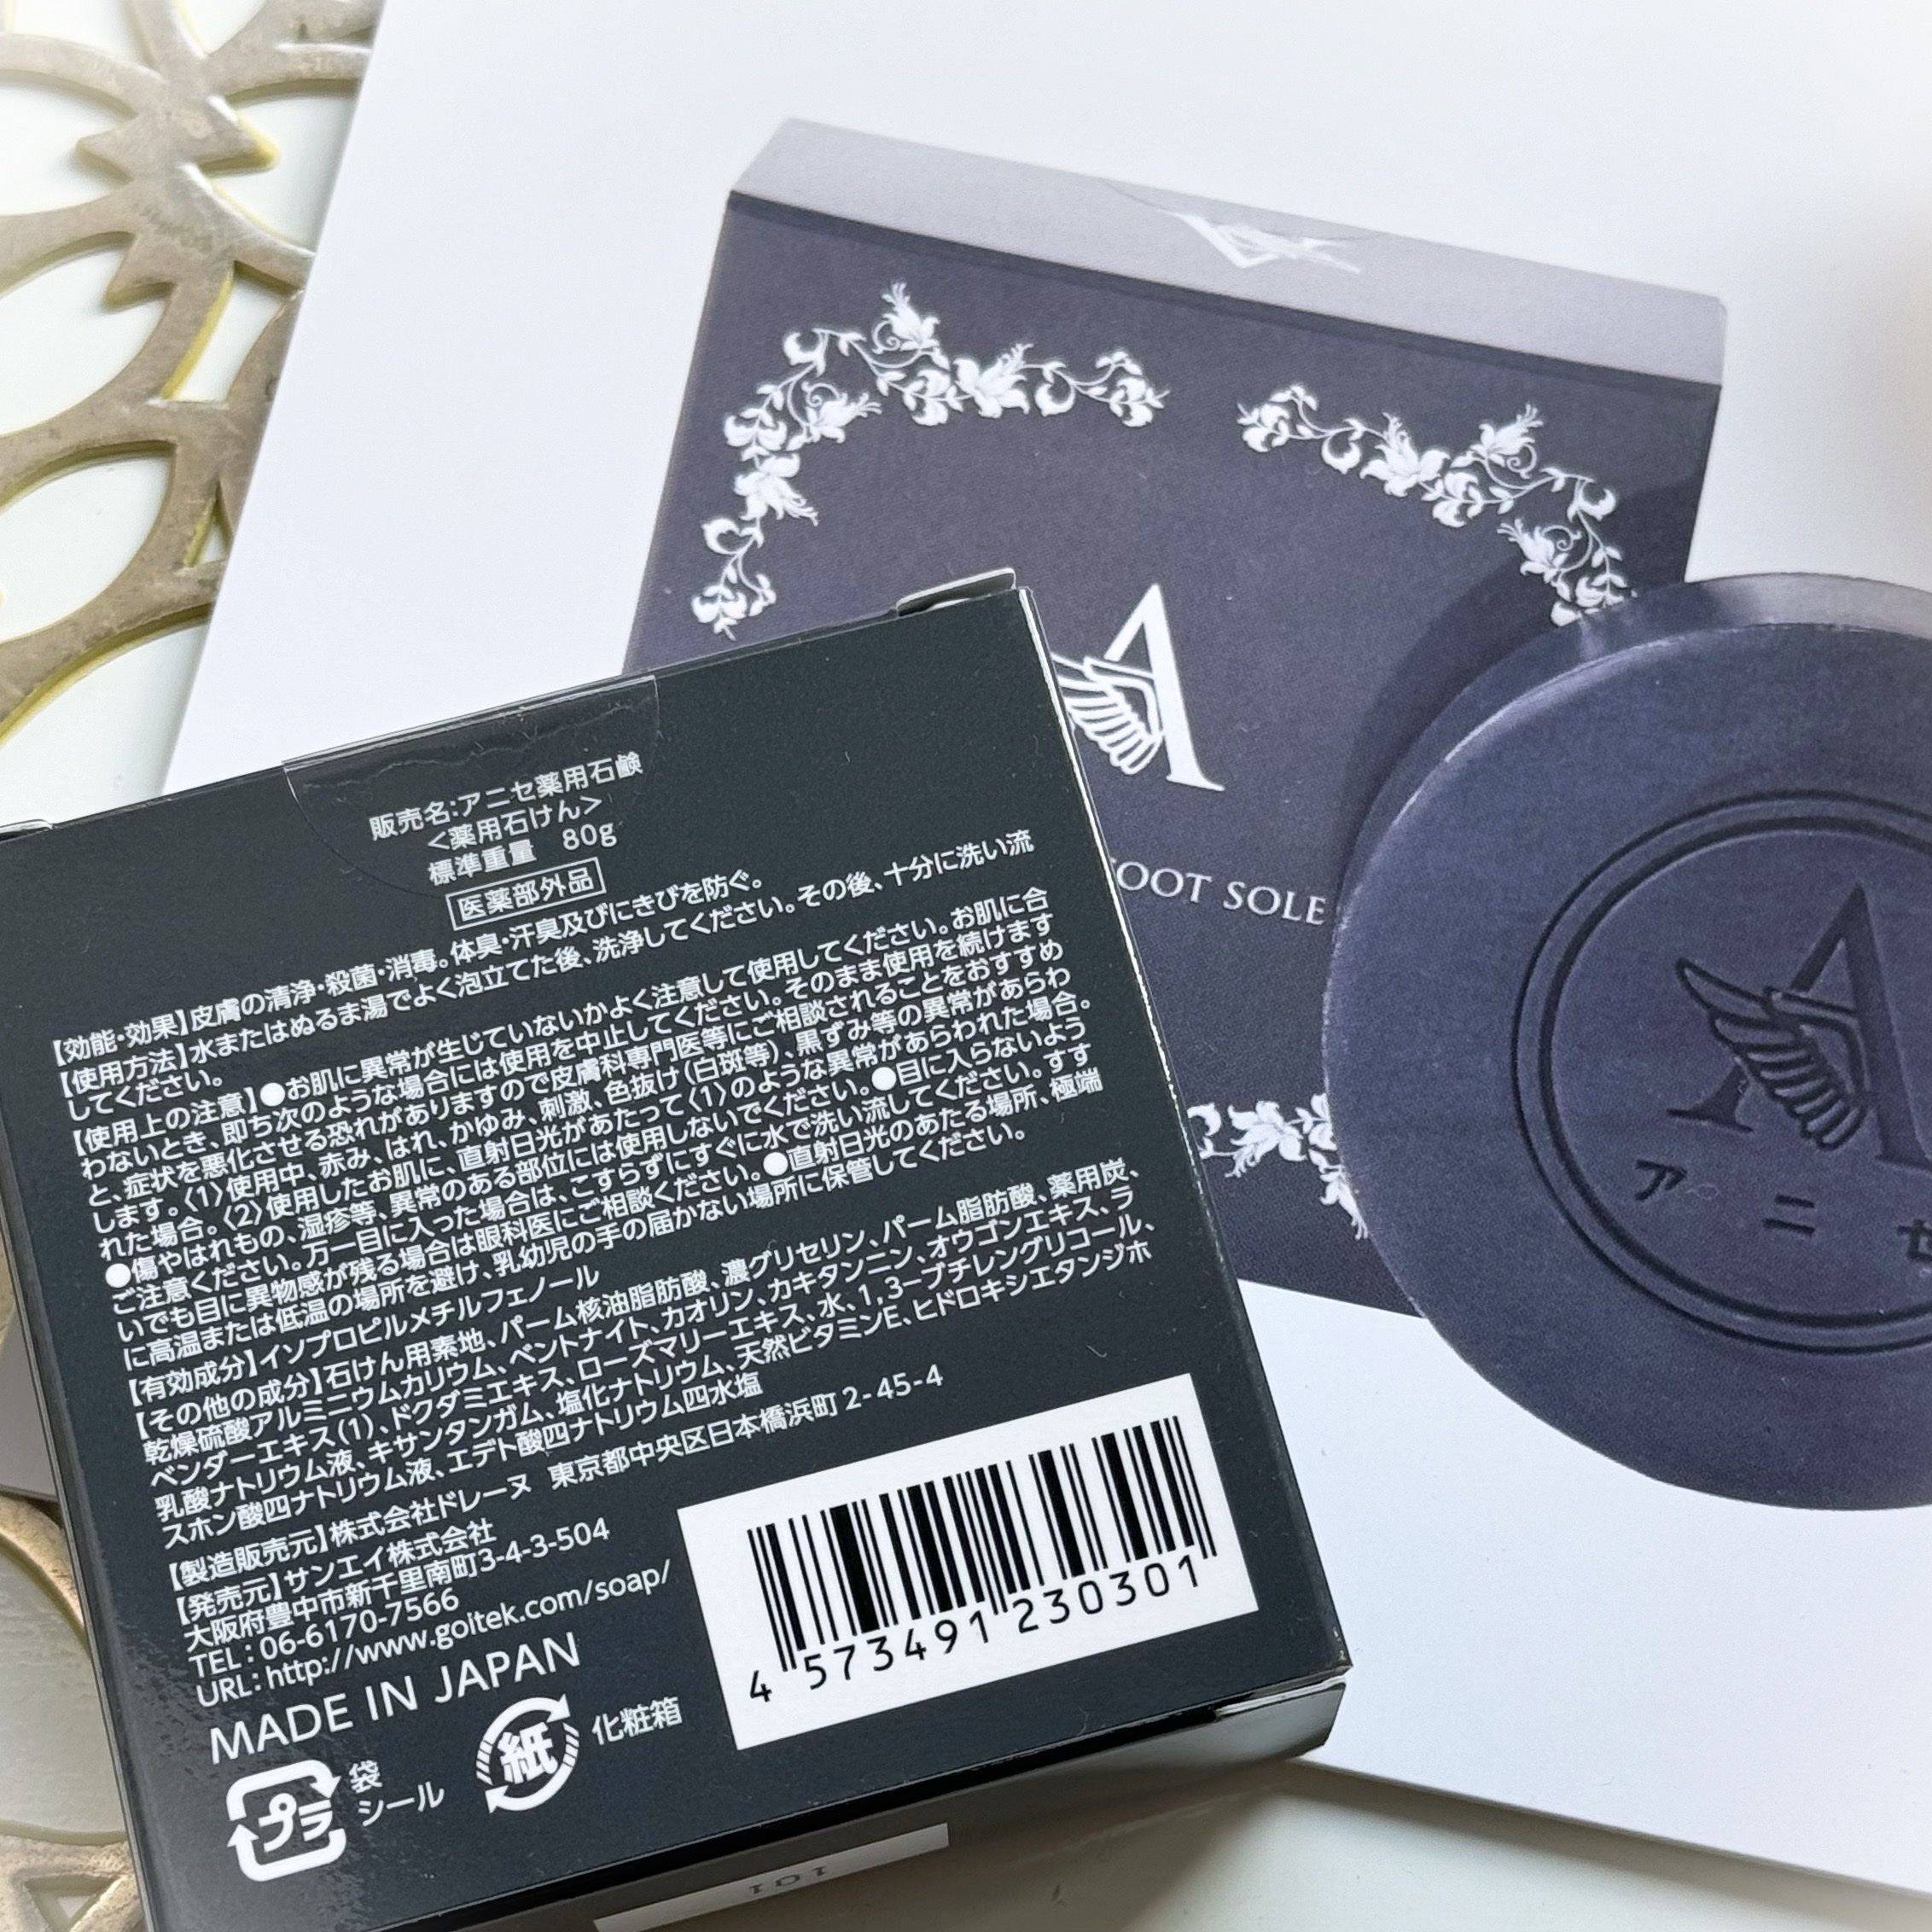 A
OOT SOLE
A
アニセ
販売名:アニセ薬用石鹸
<薬用石けん>
標準重量 80g
医薬部外品
【効能・効果】皮膚の清浄・殺菌・消毒。体臭・汗臭及びにきびを防ぐ。
【使用方法】水またはぬるま湯でよく泡立てた後、洗浄してください。その後、十分に洗い流
してください。
【使用上の注意】●お肌に異常が生じていないかよく注意して使用してください。お肌に合
わないとき、即ち次のような場合には使用を中止してください。そのまま使用を続けます
と、症状を悪化させる恐れがありますので皮膚科専門医等にご相談されることをおすすめ
します。〈1〉使用中、赤み、はれ、かゆみ、刺激、色抜け(白斑等)、黒ずみ等の異常があらわ
れた場合。〈2〉使用したお肌に、直射日光があたって〈1〉のような異常があらわれた場合。
●傷やはれもの、湿疹等、異常のある部位には使用しないでください。●目に入らないよう
ご注意ください。万一目に入った場合は、こすらずにすぐに水で洗い流してください。すす
いでも目に異物感が残る場合は眼科医にご相談ください。●直射日光のあたる場所、極端
に高温または低温の場所を避け、乳幼児の手の届かない場所に保管してください。
【有効成分】イソプロピルメチルフェノール
【その他の成分】石けん用素地、パーム核油脂肪酸、濃グリセリン、パーム脂肪酸、薬用炭、
乾燥硫酸アルミニウムカリウム、ベントナイト、カオリン、カキタンニン、オウゴンエキス、ラ
ベンダーエキス(1)、ドクダミエキス、ローズマリーエキス、水、1,3-ブチレングリコール、
乳酸ナトリウム液、キサンタンガム、塩化ナトリウム、天然ビタミンE、ヒドロキシエタンジホ
スホン酸四ナトリウム液、エデト酸四ナトリウム四水塩
【製造販売元】株式会社ドレーヌ 東京都中央区日本橋浜町2-45-4
【発売元】サンエイ株式会社
大阪府豊中市新千里南町3-4-3-504
TEL:06-6170-7566
URL:http://www.goitek.com/soap/
MADE IN JAPAN
プラ 袋 シール
紙 化粧箱
4 573491 230301
101